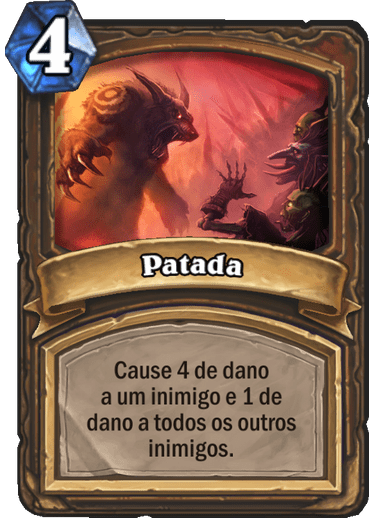 4
Patada
Cause 4 de dano
a um inimigo e 1 de
dano a todos os outros
inimigos.